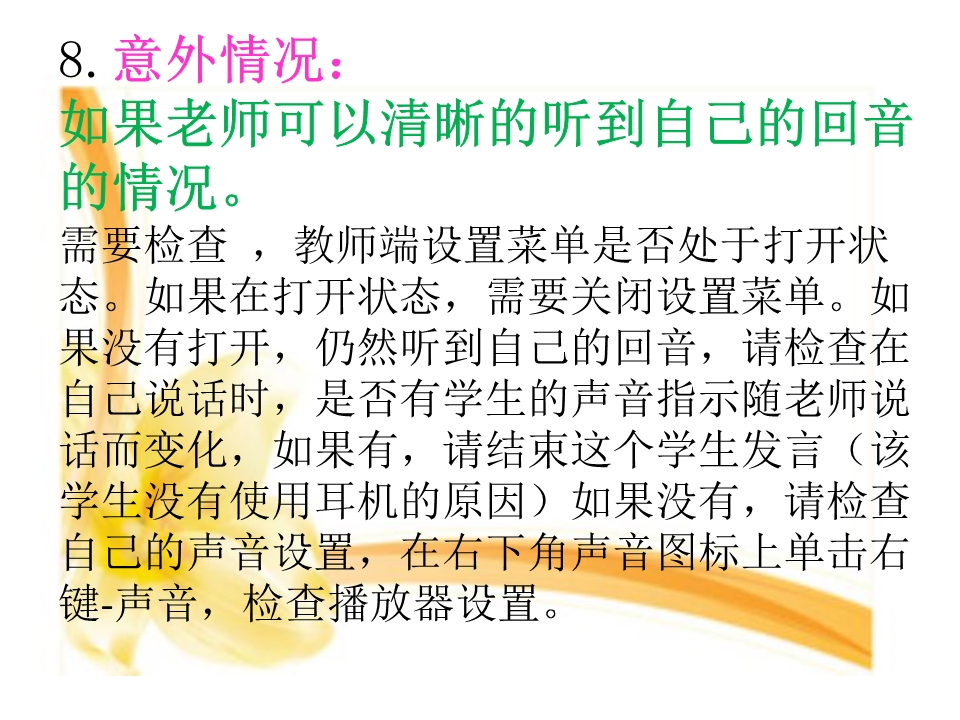 8.意外情况：
如果老师可以清晰的听到自己的回音
的情况。
需要检查 ，教师端设置菜单是否处于打开状
态。如果在打开状态，需要关闭设置菜单。如
果没有打开，仍然听到自己的回音，请检查在
自己说话时，是否有学生的声音指示随老师说
话而变化，如果有，请结束这个学生发言（该
学生没有使用耳机的原因）如果没有，请检查
自己的声音设置，在右下角声音图标上单击右
键-声音，检查播放器设置。